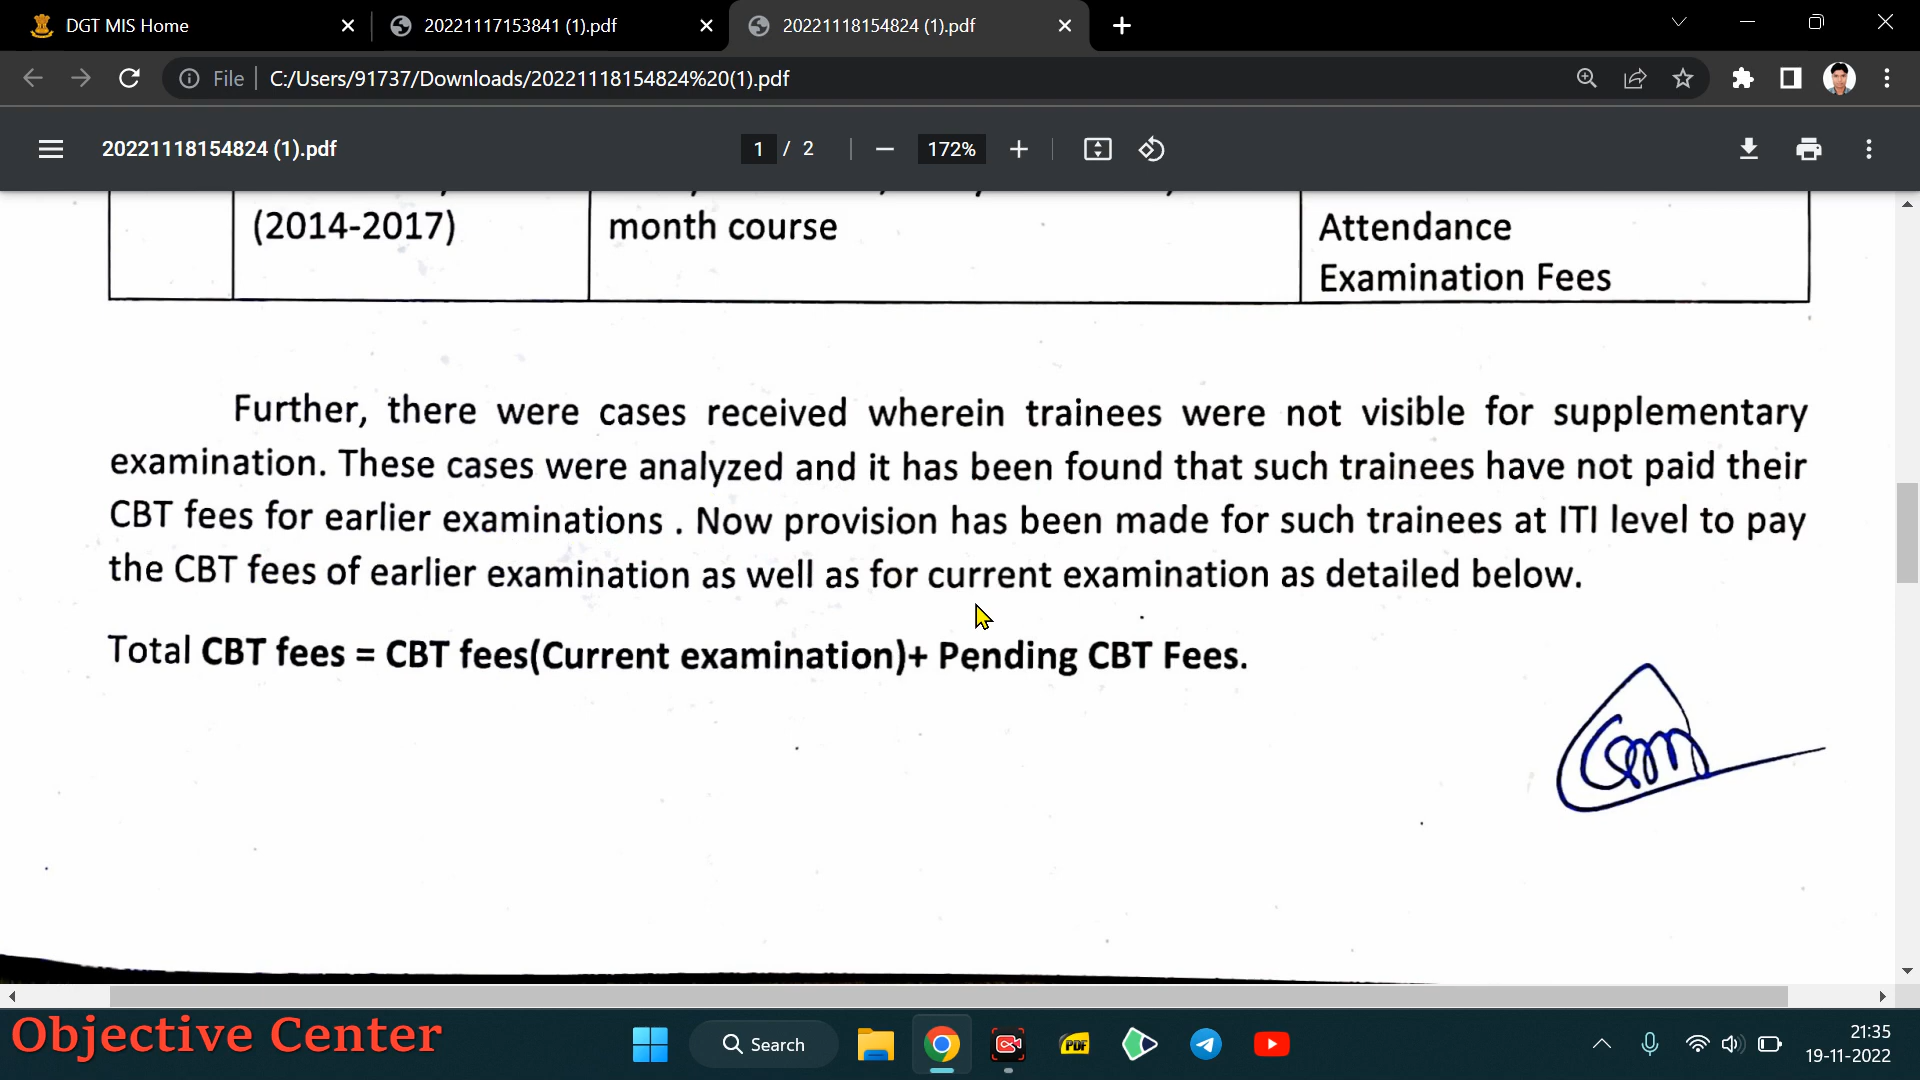 DGT MIS Home
20221117153841 (1).pdf
20221118154824 (1).pdf
File
C:/Users/91737/Downloads/20221118154824%20(1).pdf
20221118154824 (1).pdf
1 / 2
172%
(2014-2017)
month course
Attendance
Examination Fees
Further, there were cases received wherein trainees were not visible for supplementary
examination. These cases were analyzed and it has been found that such trainees have not paid their
CBT fees for earlier examinations . Now provision has been made for such trainees at ITI level to pay
the CBT fees of earlier examination as well as for current examination as detailed below.
Total CBT fees = CBT fees(Current examination)+ Pending CBT Fees.
Objective Center
Search
PDF
21:35
19-11-2022